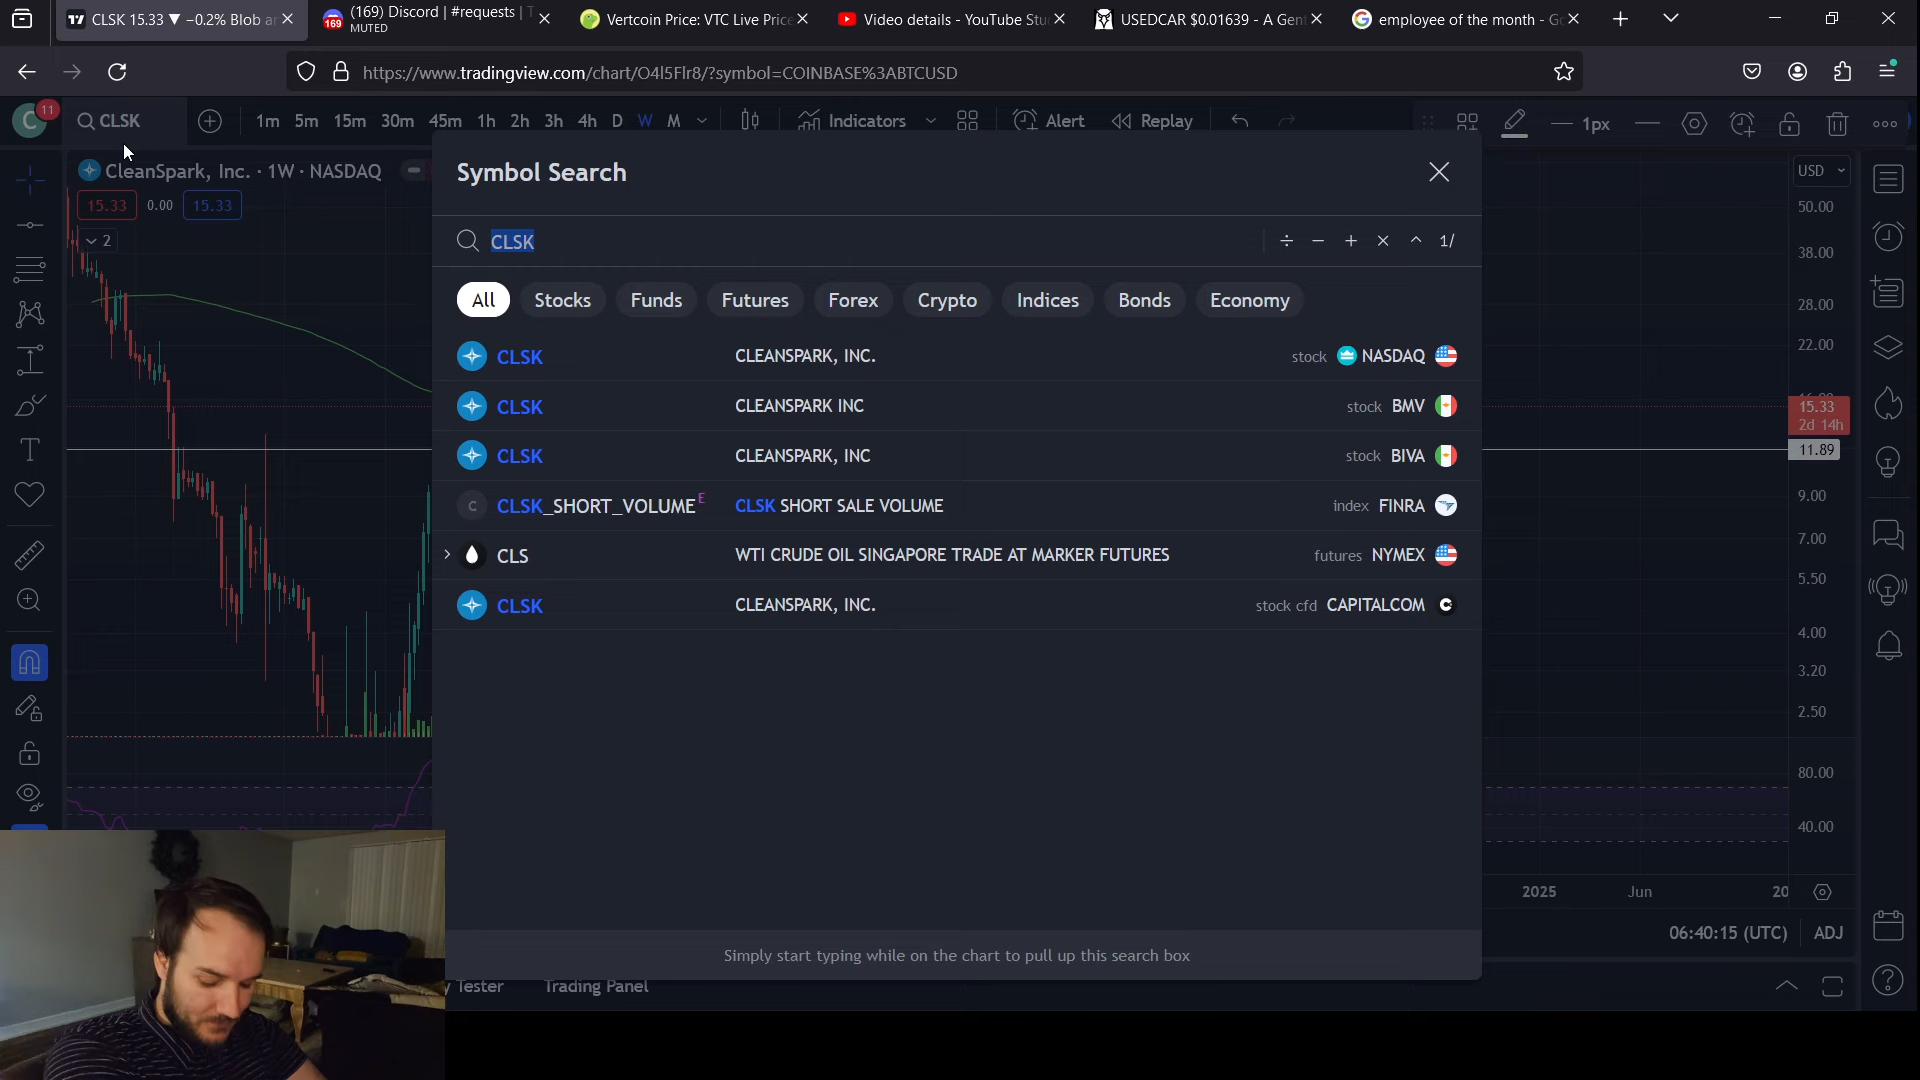 CLSK 15.33 ▼ −0.2% Blob a
(169) Discord | #requests | T
MUTED
169
Vertcoin Price: VTC Live Price
Video details - YouTube Stu
USEDCAR $0.01639 - A Gen
employee of the month - Go
https://www.tradingview.com/chart/O4l5Flr8/?symbol=COINBASE%3ABTCUSD
C 11
CLSK
1m 5m 15m 30m 45m 1h 2h 3h 4h D W M
Indicators
Alert
Replay
1px
CleanSpark, Inc. · 1W · NASDAQ
15.33 0.00 15.33
2
Symbol Search
CLSK
÷ − + × ^ 1/
All Stocks Funds Futures Forex Crypto Indices Bonds Economy
CLSK CLEANSPARK, INC. stock NASDAQ
CLSK CLEANSPARK INC stock BMV
CLSK CLEANSPARK, INC stock BIVA
C CLSK_SHORT_VOLUME E CLSK SHORT SALE VOLUME index FINRA
CLS WTI CRUDE OIL SINGAPORE TRADE AT MARKER FUTURES futures NYMEX
CLSK CLEANSPARK, INC. stock cfd CAPITALCOM
Simply start typing while on the chart to pull up this search box
USD
50.00
38.00
28.00
22.00
15.33
2d 14h
11.89
9.00
7.00
5.50
4.00
3.20
2.50
80.00
40.00
2025 Jun 20
06:40:15 (UTC) ADJ
y Tester Trading Panel